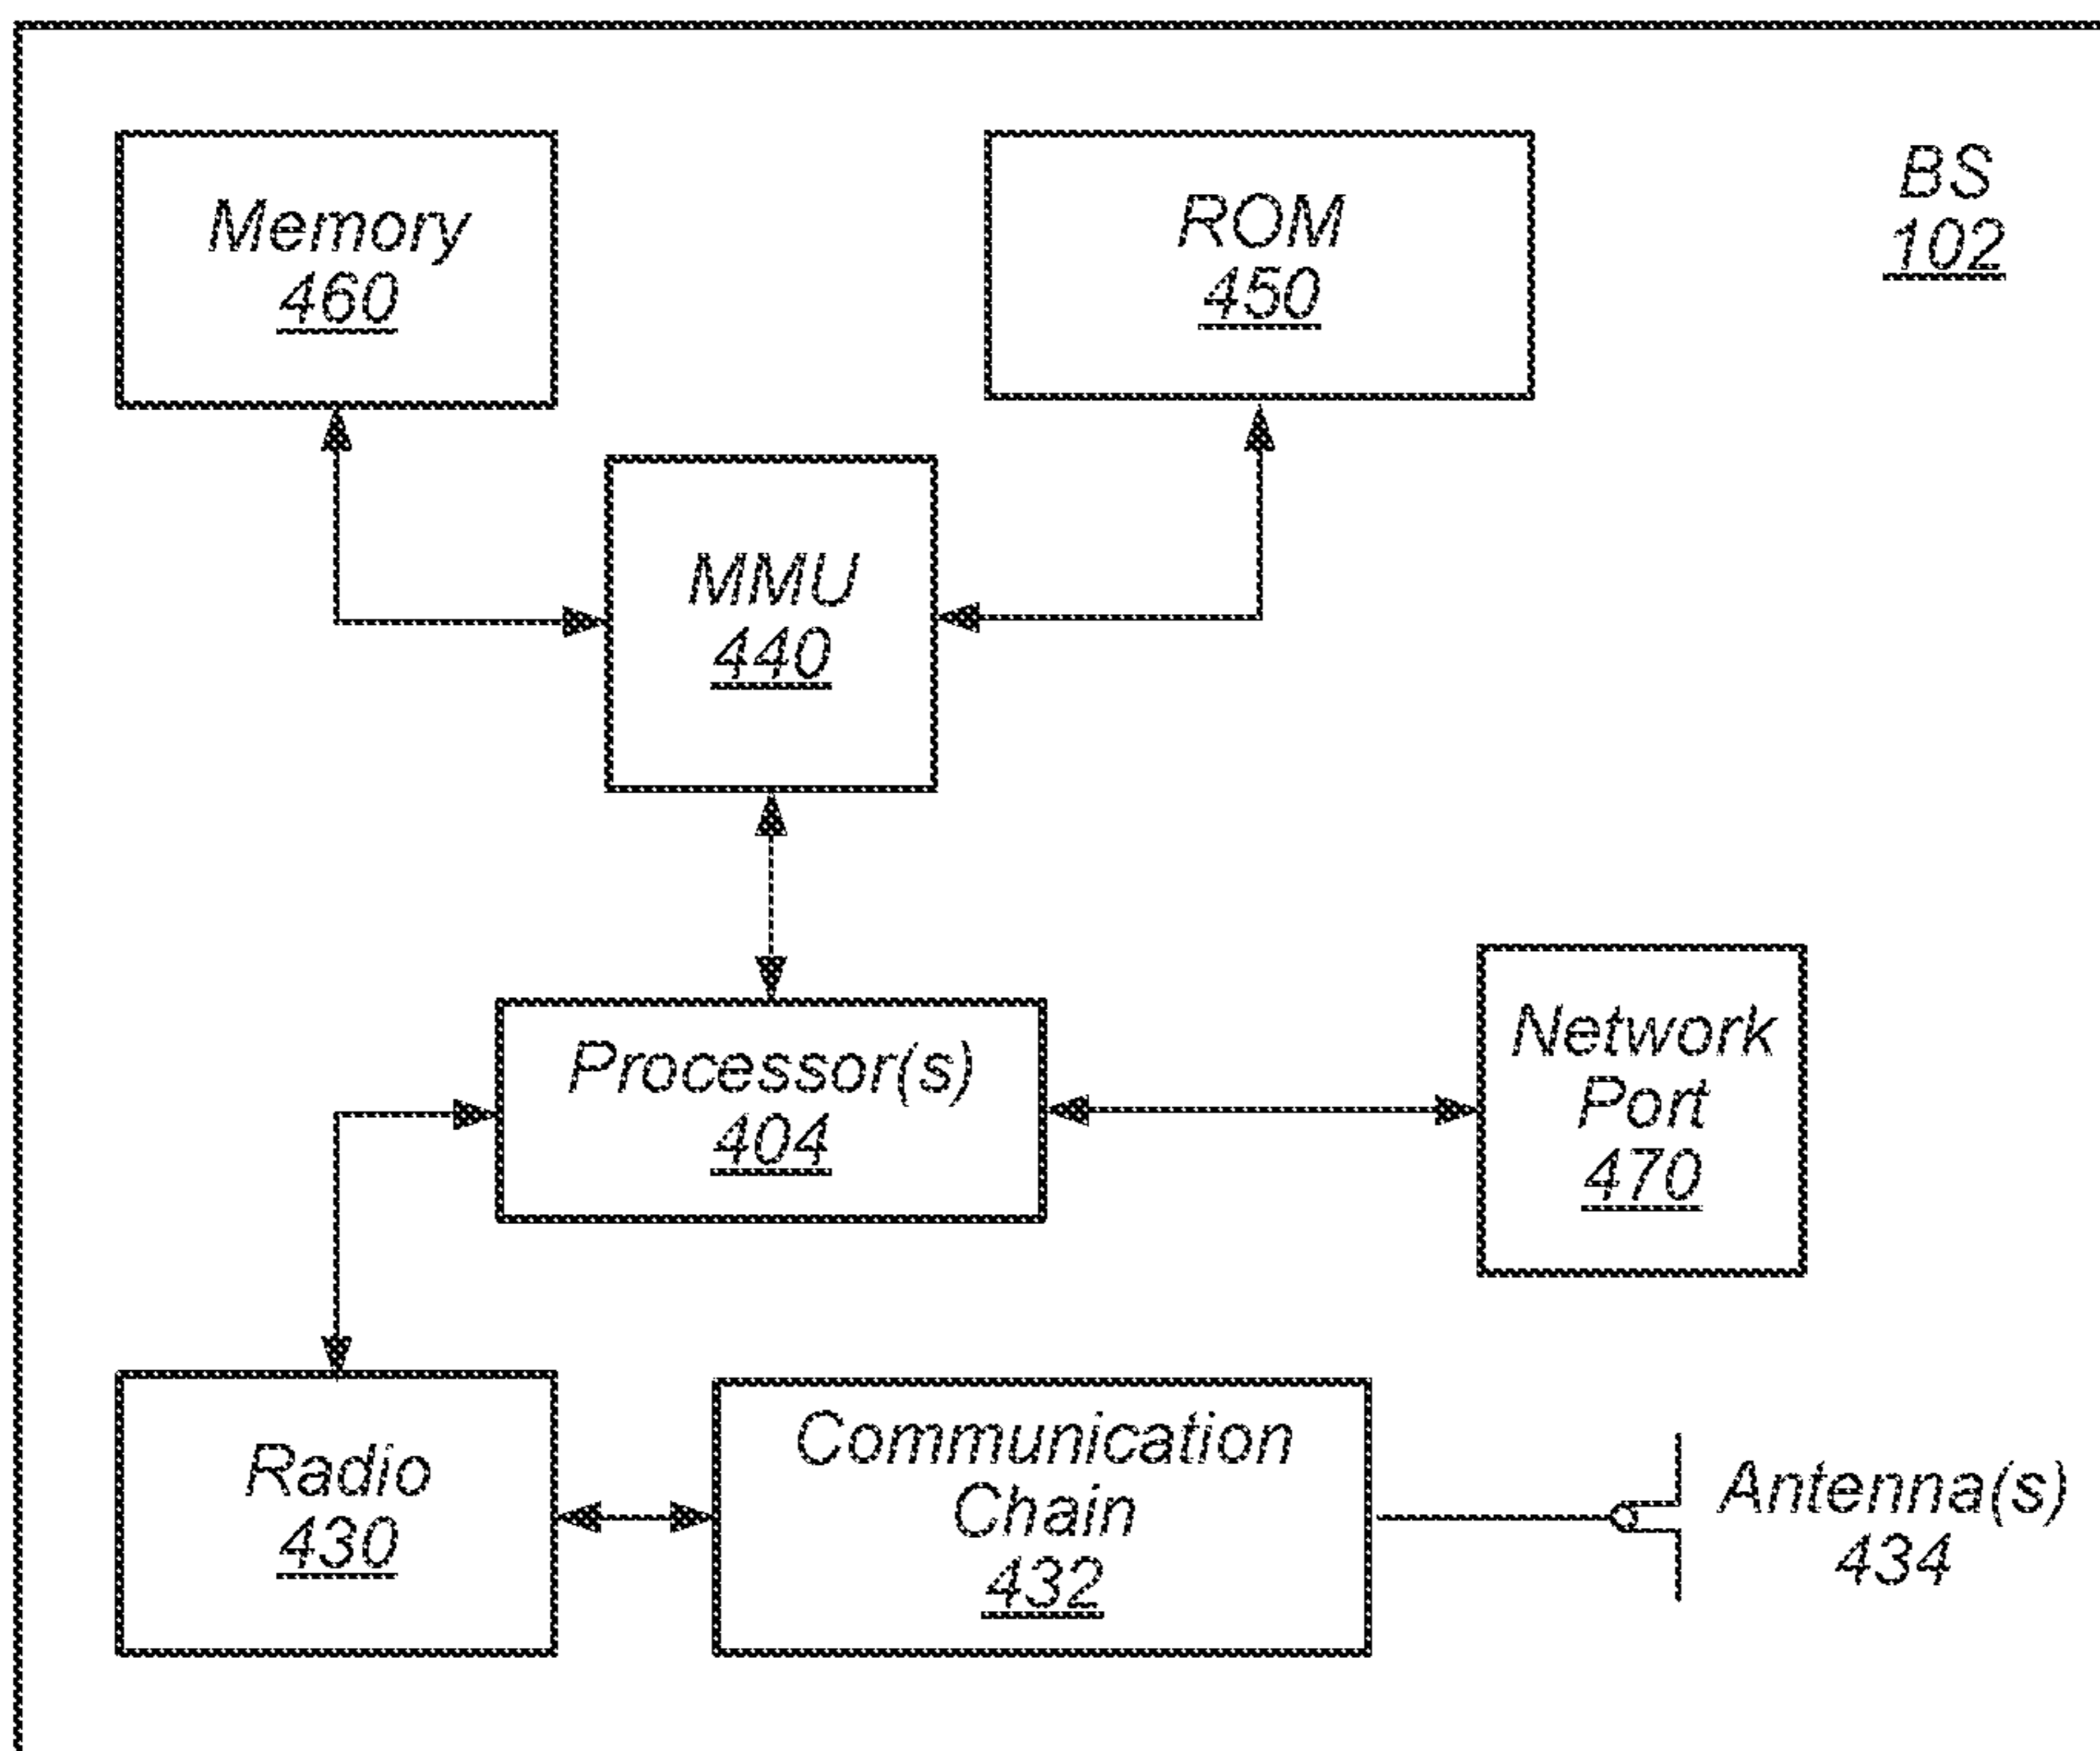 Memory
460
ROM
450
BS
102
MMU
440
Processor(s)
404
Network
Port
470
Radio
430
Communication
Chain
432
Antenna(s)
434